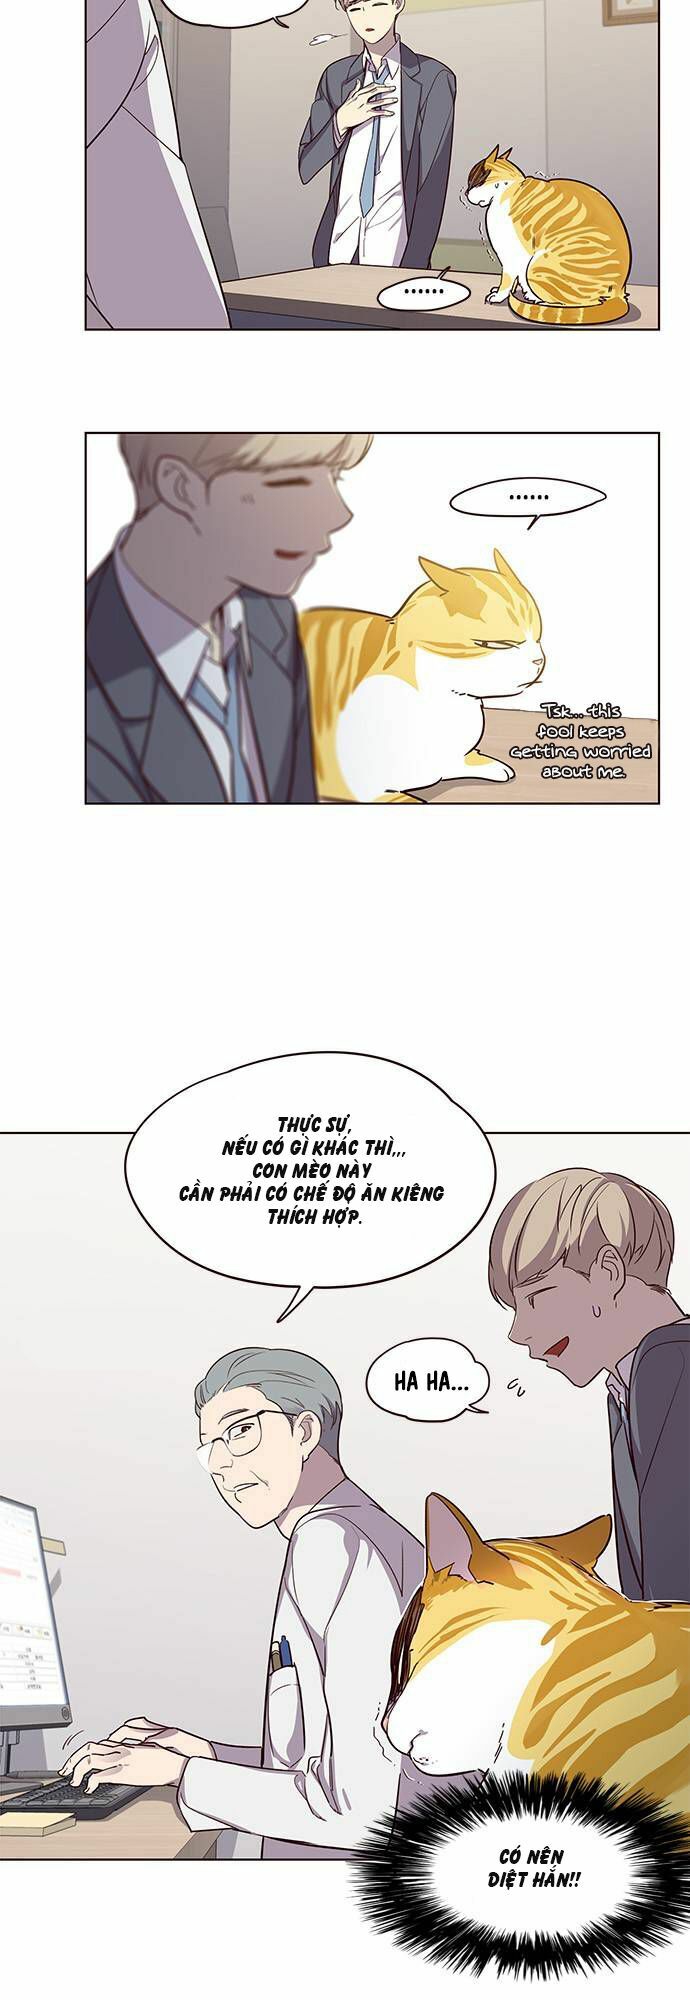 ......
......
Tsk... this
fool keeps
getting worried
about me.
THỰC SỰ,
NẾU CÓ GÌ KHÁC THÌ,,,
CON MÈO NÀY
CẦN PHẢI CÓ CHẾ ĐỘ ĂN KIÊNG
THÍCH HỢP.
HA HA...
CÓ NÊN
DIỆT HẮN!!